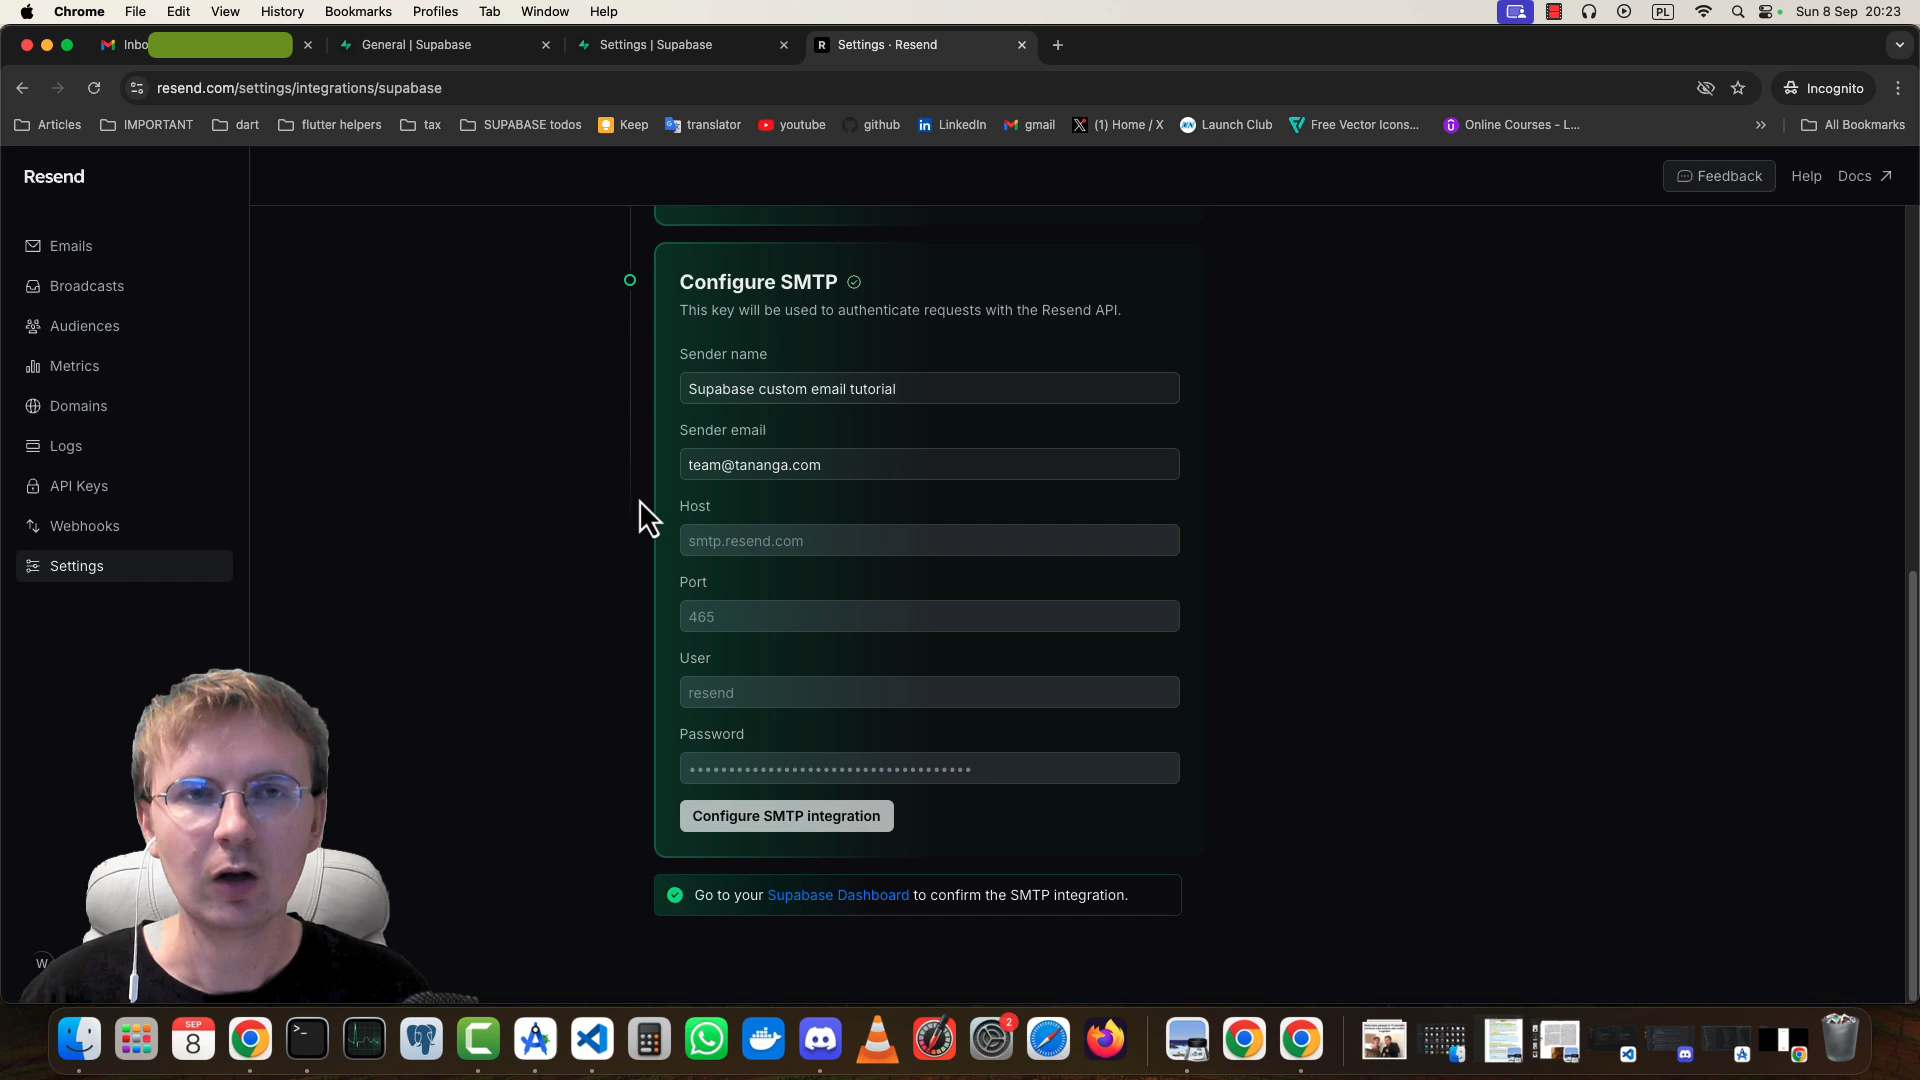 Chrome File Edit View History Bookmarks Profiles Tab Window Help PL Sun 8 Sep 20:23
Inbo General | Supabase Settings | Supabase R Settings · Resend
resend.com/settings/integrations/supabase Incognito
Articles IMPORTANT dart flutter helpers tax SUPABASE todos Keep translator youtube github LinkedIn gmail (1) Home / X Launch Club Free Vector Icons... Online Courses - L... All Bookmarks
Resend
Feedback Help Docs
Emails
Broadcasts
Audiences
Metrics
Domains
Logs
API Keys
Webhooks
Settings
W
Configure SMTP
This key will be used to authenticate requests with the Resend API.
Sender name
Supabase custom email tutorial
Sender email
team@tananga.com
Host
smtp.resend.com
Port
465
User
resend
Password
Configure SMTP integration
Go to your Supabase Dashboard to confirm the SMTP integration.
SEP
8
2